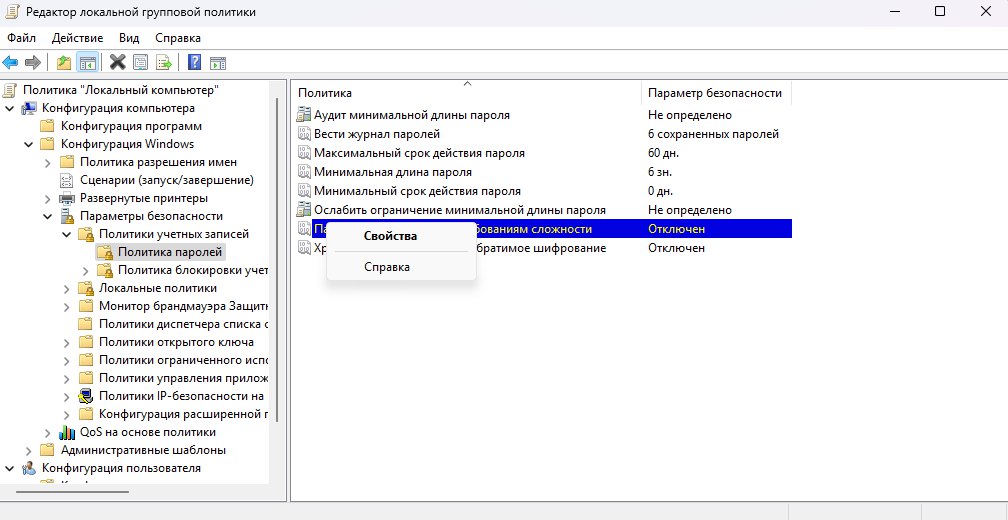 Редактор локальной групповой политики
Файл Действие Вид Справка
Политика "Локальный компьютер"
Конфигурация компьютера
Конфигурация программ
Конфигурация Windows
Политика разрешения имен
Сценарии (запуск/завершение)
Развертные принтеры
Параметры безопасности
Политики учетных записей
Политика паролей
Политика блокировки учет
Локальные политики
Монитор брандмауэра Защит
Политики диспетчера списка с
Политики открытого ключа
Политики ограниченного испо
Политики управления прилож
Политики IP-безопасности на
Конфигурация расширенной п
QoS на основе политики
Административные шаблоны
Конфигурация пользователя
Политика Параметр безопасности
Аудит минимальной длины пароля Не определено
Вести журнал паролей 6 сохраненных паролей
Максимальный срок действия пароля 60 дн.
Минимальная длина пароля 6 зн.
Минимальный срок действия пароля 0 дн.
Ослабить ограничение минимальной длины пароля Не определено
Па бованиям сложности Отключен
Хр братимое шифрование Отключен
Свойства
Справка